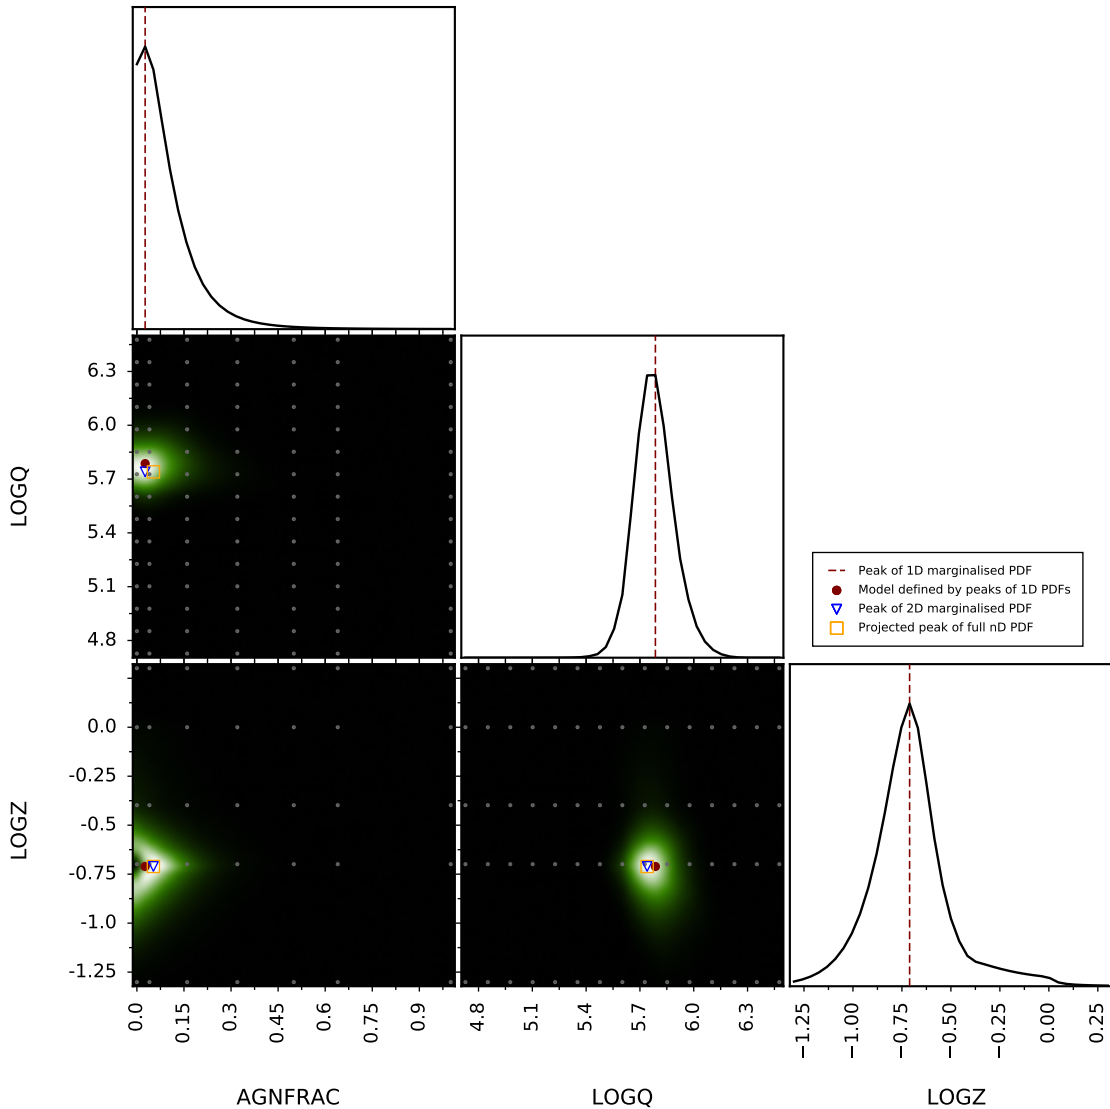 LOGQ
6.3
6.0
5.7
5.4
5.1
4.8
Peak of 1D marginalised PDF
Model defined by peaks of 1D PDFs
Peak of 2D marginalised PDF
Projected peak of full nD PDF
LOGZ
0.0
-0.25
-0.5
-0.75
-1.0
-1.25
0.0 0.15 0.3 0.45 0.6 0.75 0.9
4.8 5.1 5.4 5.7 6.0 6.3
−1.25 −1.00 −0.75 −0.50 −0.25 0.00 0.25
AGNFRAC LOGQ LOGZ